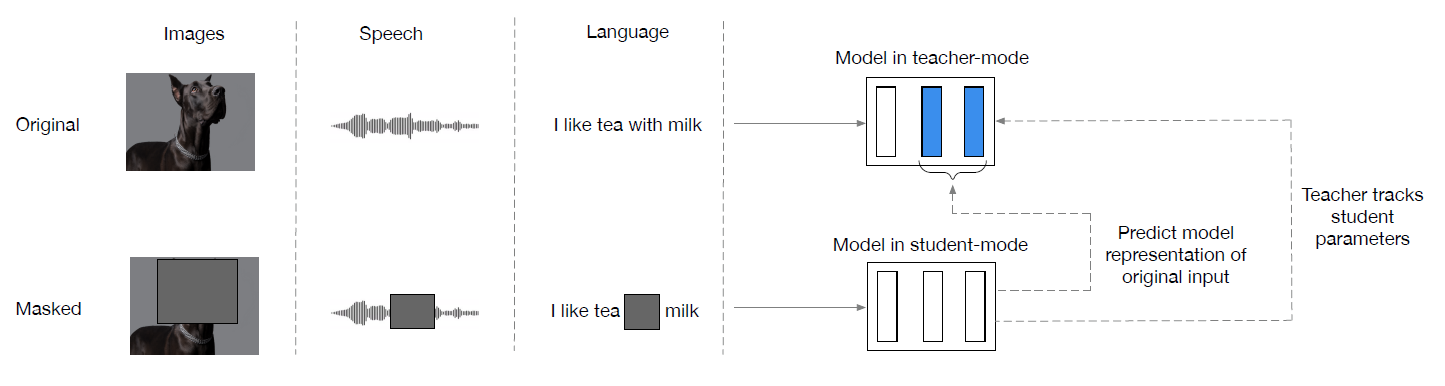 Images
Speech
Language
Original
I like tea with milk
Model in teacher-mode
Teacher tracks
student
parameters
Predict model
representation of
original input
Model in student-mode
Masked
I like tea
milk